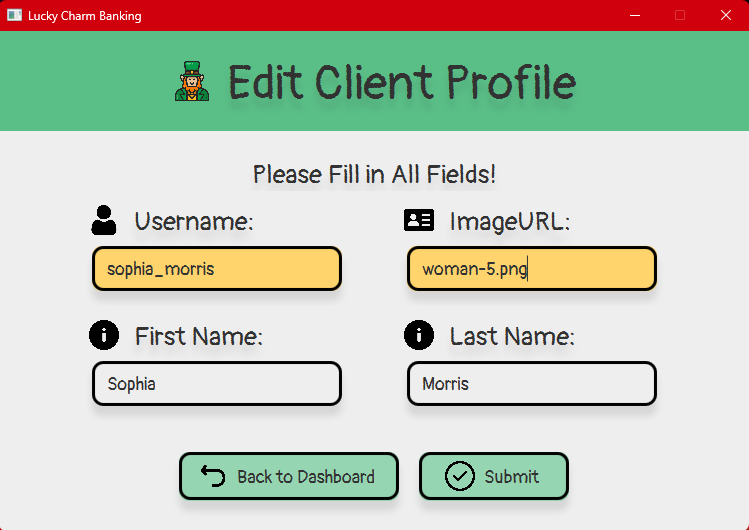 Lucky Charm Banking
Edit Client Profile
Please Fill in All Fields!
Username: ImageURL:
sophia_morris woman-5.png
First Name: Last Name:
Sophia Morris
Back to Dashboard Submit